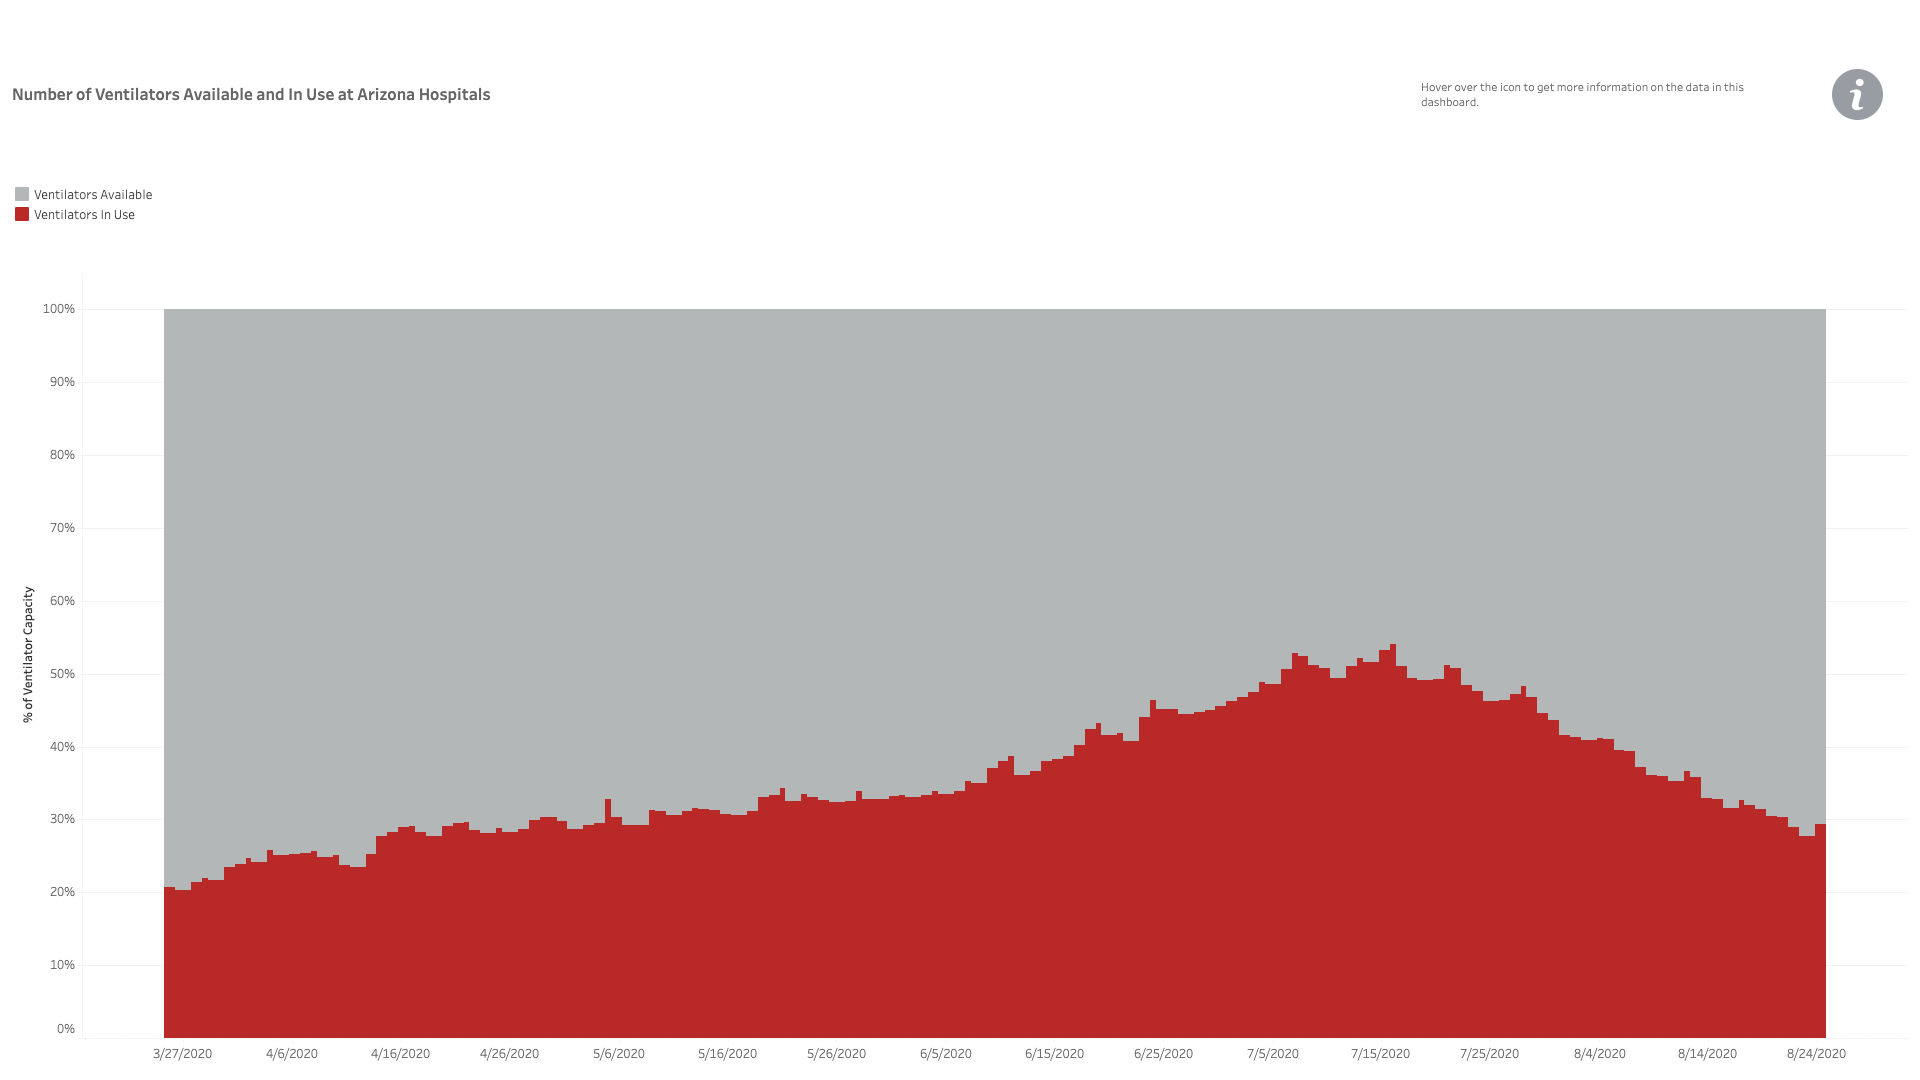 Number of Ventilators Available and In Use at Arizona Hospitals
Hover over the icon to get more information on the data in this
dashboard.
i
Ventilators Available
Ventilators In Use
% of Ventilator Capacity
100%
90%
80%
70%
60%
50%
40%
30%
20%
10%
0%
3/27/2020 4/6/2020 4/16/2020 4/26/2020 5/6/2020 5/16/2020 5/26/2020 6/5/2020 6/15/2020 6/25/2020 7/5/2020 7/15/2020 7/25/2020 8/4/2020 8/14/2020 8/24/2020